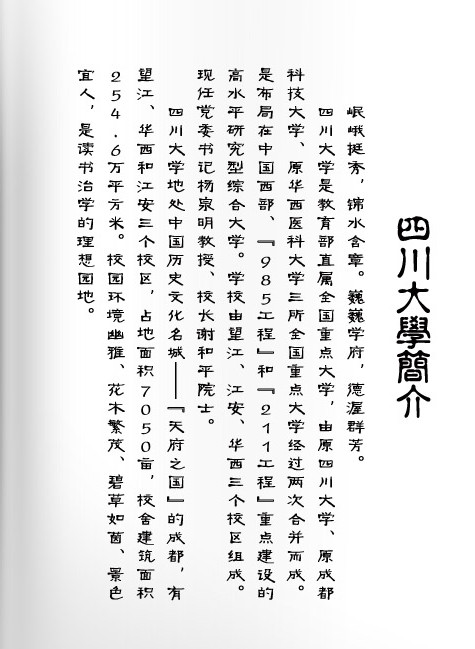 四川大學簡介
岷峨挺秀，锦水含章。巍巍学府，德渥群芳。
四川大学是教育部直属全国重点大学，由原四川大学、原成都
科技大学、原华西医科大学三所全国重点大学经过两次合并而成。
是布局在中国西部、『985工程』和『211工程』重点建设的
高水平研究型综合大学。学校由望江、江安、华西三个校区组成。
现任党委书记杨泉明教授、校长谢和平院士。
四川大学地处中国历史文化名城——『天府之国』的成都，有
望江、华西和江安三个校区，占地面积7050亩，校舍建筑面积
254.6万平方米。校园环境幽雅、花木繁茂、碧草如茵、景色
宜人，是读书治学的理想园地。